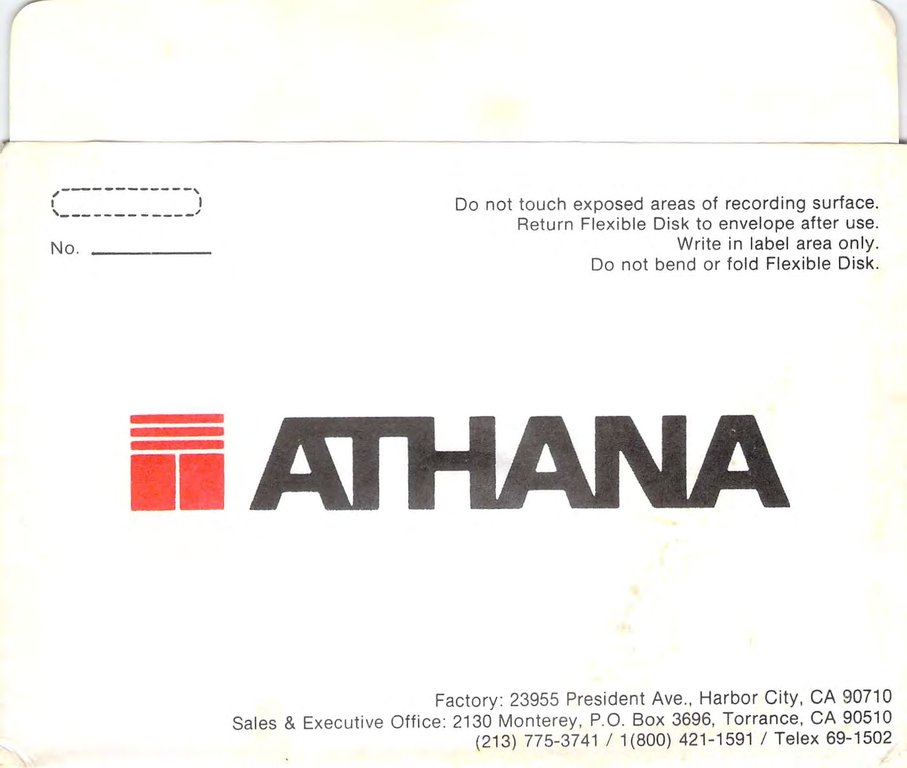 Do not touch exposed areas of recording surface.
Return Flexible Disk to envelope after use.
Write in label area only.
Do not bend or fold Flexible Disk.
No.
ATHANA
Factory: 23955 President Ave., Harbor City, CA 90710
Sales & Executive Office: 2130 Monterey, P.O. Box 3696, Torrance, CA 90510
(213) 775-3741 / 1(800) 421-1591 / Telex 69-1502